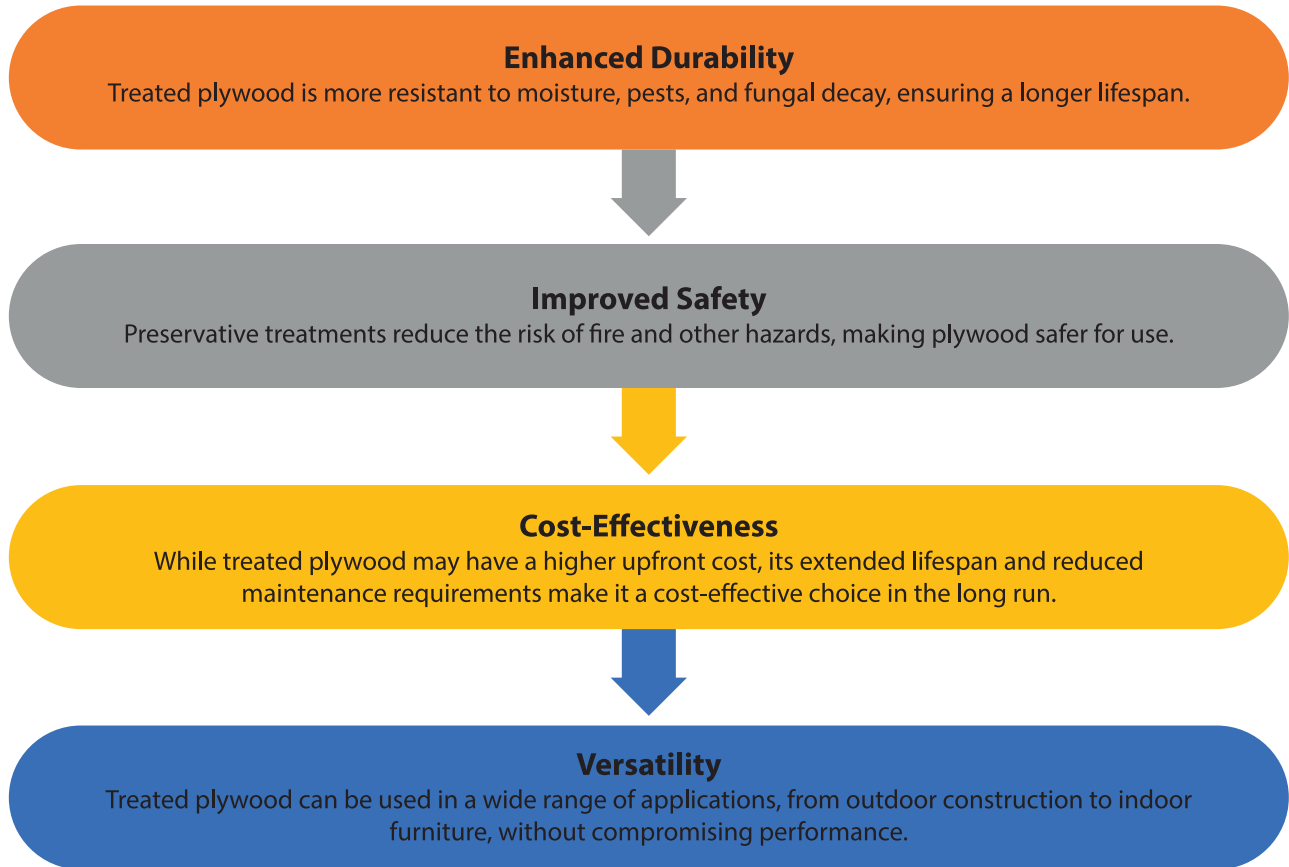 Enhanced Durability
Treated plywood is more resistant to moisture, pests, and fungal decay, ensuring a longer lifespan.
Improved Safety
Preservative treatments reduce the risk of fire and other hazards, making plywood safer for use.
Cost-Effectiveness
While treated plywood may have a higher upfront cost, its extended lifespan and reduced
maintenance requirements make it a cost-effective choice in the long run.
Versatility
Treated plywood can be used in a wide range of applications, from outdoor construction to indoor
furniture, without compromising performance.